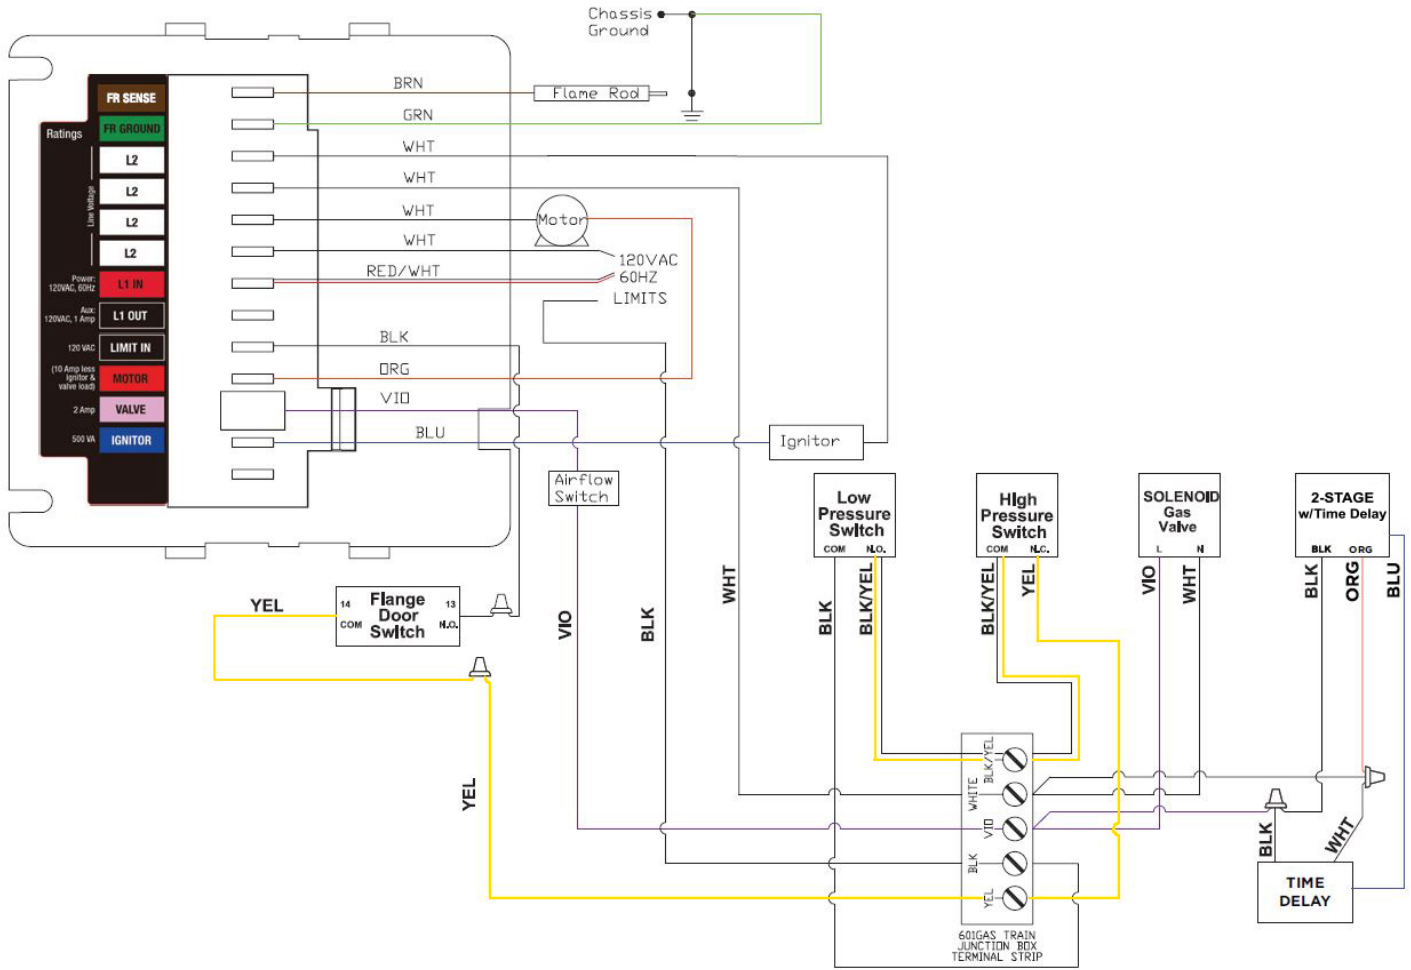 Chassis
Ground
FR SENSE
FR GROUND
Ratings
L2
L2
L2
L2
Line Voltage
Power:
120VAC, 60Hz
L1 IN
Aux:
120VAC, 1 Amp
L1 OUT
120 VAC
LIMIT IN
(10 Amp less
ignitor &
valve load)
MOTOR
2 Amp
VALVE
500 VA
IGNITOR
BRN
Flame Rod
GRN
WHT
WHT
WHT
Motor
WHT
120VAC
60HZ
RED/WHT
LIMITS
BLK
ORG
VIO
BLU
Ignitor
Airflow
Switch
Low
Pressure
Switch
COM
N.O.
HIgh
Pressure
Switch
COM
N.C.
SOLENOID
Gas
Valve
L
N
2-STAGE
w/Time Delay
BLK
ORG
BLK
BLK/YEL
BLK/YEL
YEL
VIO
WHT
BLK
ORG
BLU
YEL
14
Flange
Door
Switch
13
COM
N.O.
VIO
BLK
WHT
YEL
BLK/YEL
WHITE
VIO
BLK
YEL
601GAS TRAIN
JUNCTION BOX
TERMINAL STRIP
BLK
WHT
TIME
DELAY